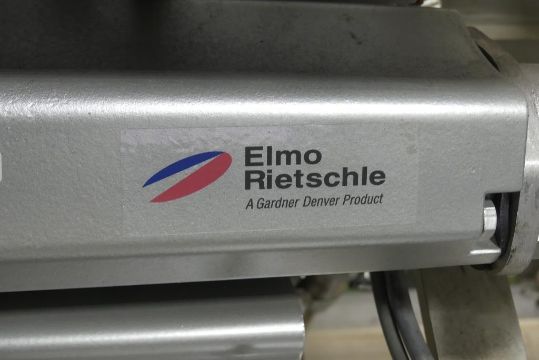 Elmo
Rietschle
A Gardner Denver Product